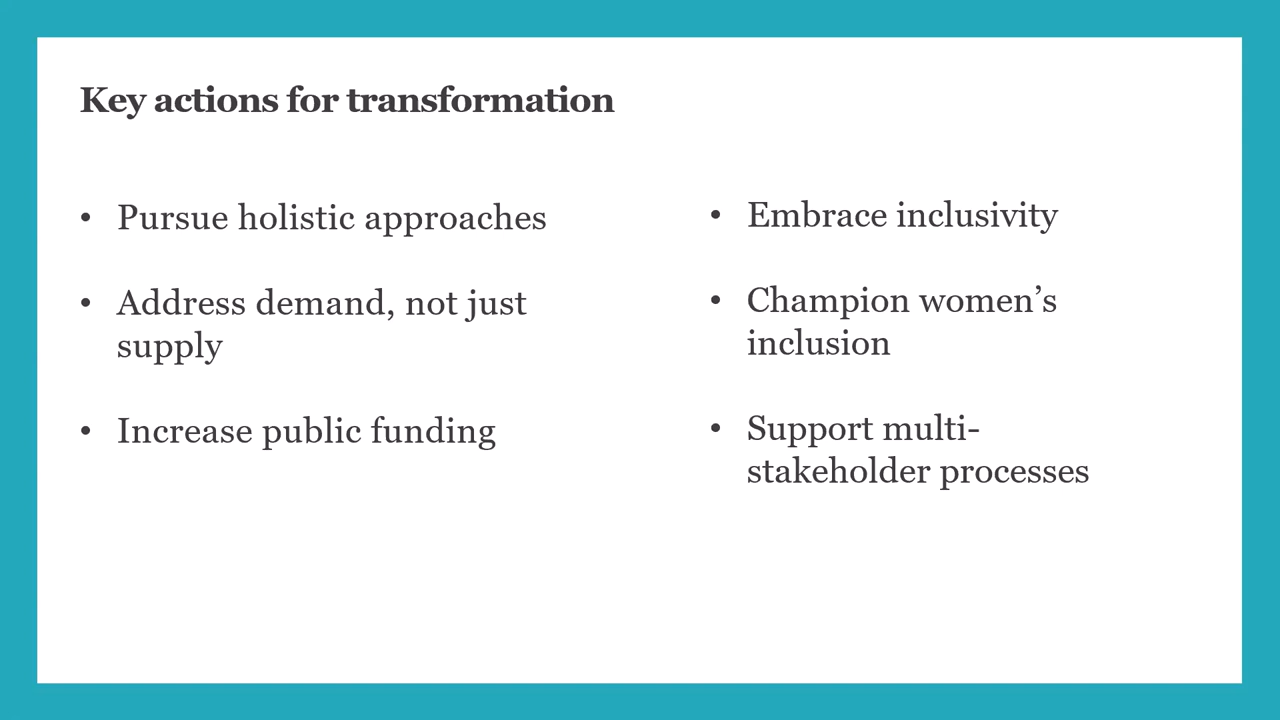 Key actions for transformation
• Pursue holistic approaches
• Address demand, not just
supply
• Increase public funding
• Embrace inclusivity
• Champion women’s
inclusion
• Support multi-
stakeholder processes